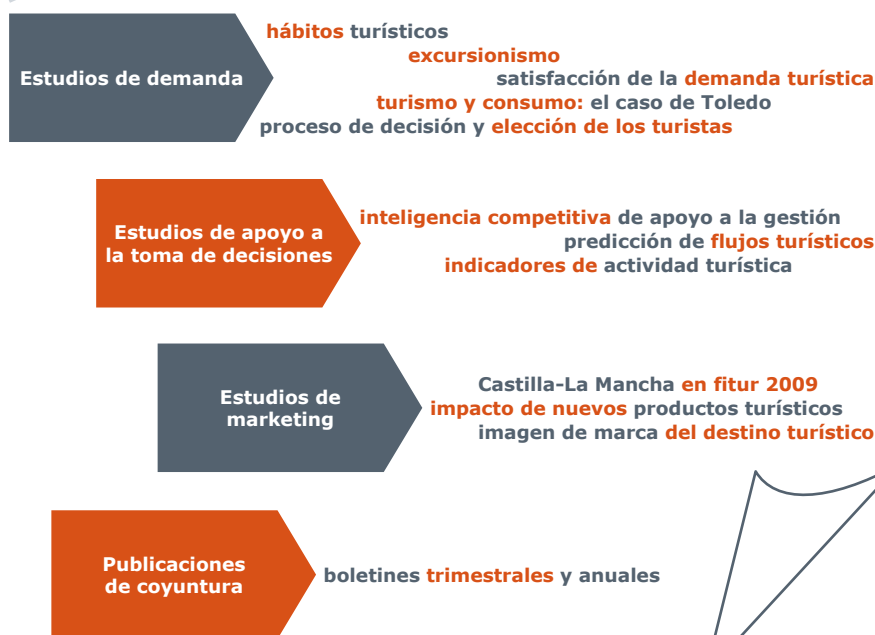 Estudios de demanda
hábitos turísticos
excursionismo
satisfacción de la demanda turística
turismo y consumo: el caso de Toledo
proceso de decisión y elección de los turistas
Estudios de apoyo a
la toma de decisiones
inteligencia competitiva de apoyo a la gestión
predicción de flujos turísticos
indicadores de actividad turística
Estudios de
marketing
Castilla-La Mancha en fitur 2009
impacto de nuevos productos turísticos
imagen de marca del destino turístico
Publicaciones
de coyuntura
boletines trimestrales y anuales